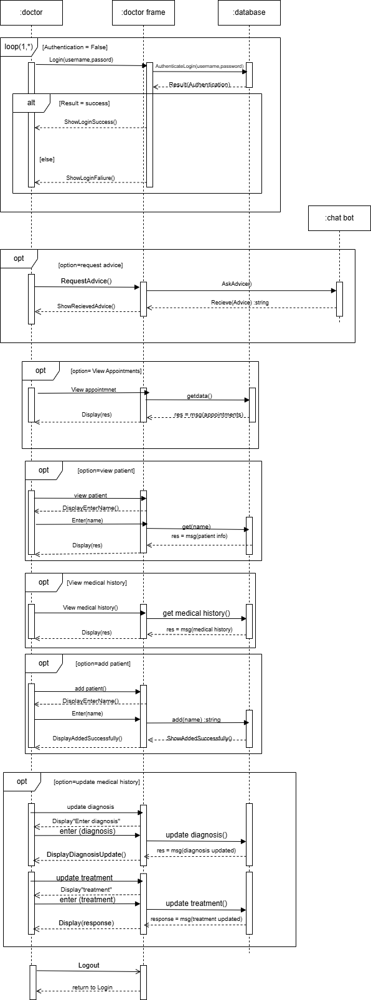 :doctor
:doctor frame
:database
loop(1,*)
[Authentication = False]
Login(username,passord)
AuthenticateLogin(username,password)
Result(Authentication)
alt
[Result = success]
ShowLoginSuccess()
[else]
ShowLoginFaliure()
:chat bot
opt
[option=request advice]
RequestAdvice()
AskAdvice()
ShowRecievedAdvice()
Recieve(Advice) :string
opt
[option= View Appointments]
View appointmnet
getdata()
Display(res)
res = msg(appointments)
opt
[option=view patient]
view patient
DisplayEnterName()
Enter(name)
get(name)
res = msg(patient info)
Display(res)
opt
[View medical history]
View medical history()
get medical history()
res = msg(medical history)
Display(res)
opt
[option=add patient]
add patient()
DisplayEnterName()
Enter(name)
add(name) :string
DisplayAddedSuccessfully()
ShowAddedSuccessfully()
opt
[option=update medical history]
update diagnosis
Display"Enter diagnosis"
enter (diagnosis)
update diagnosis()
res = msg(diagnosis updated)
DisplayDiagnosisUpdate()
update treatment
Display"treatment"
enter (treatment)
update treatment()
response = msg(treatment updated)
Display(response)
Logout
return to Login